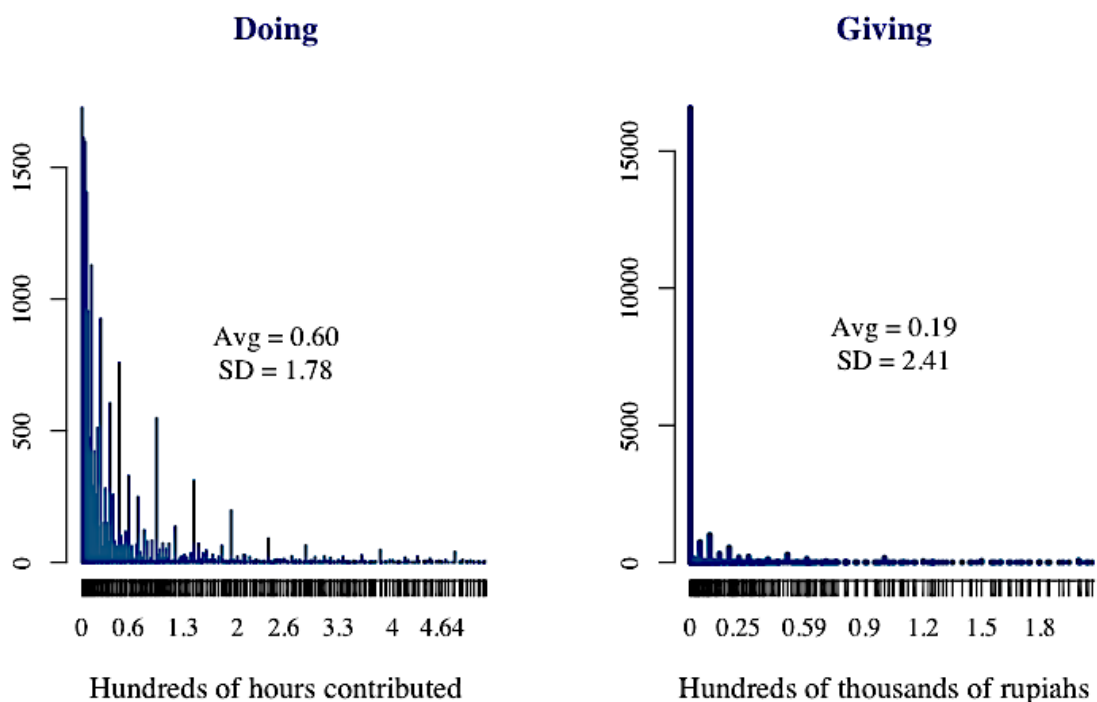 Doing
1500
1000
500
0
Avg = 0.60
SD = 1.78
0 0.6 1.3 2 2.6 3.3 4 4.64
Hundreds of hours contributed
Giving
15000
10000
5000
0
Avg = 0.19
SD = 2.41
0 0.25 0.59 0.9 1.2 1.5 1.8
Hundreds of thousands of rupiahs